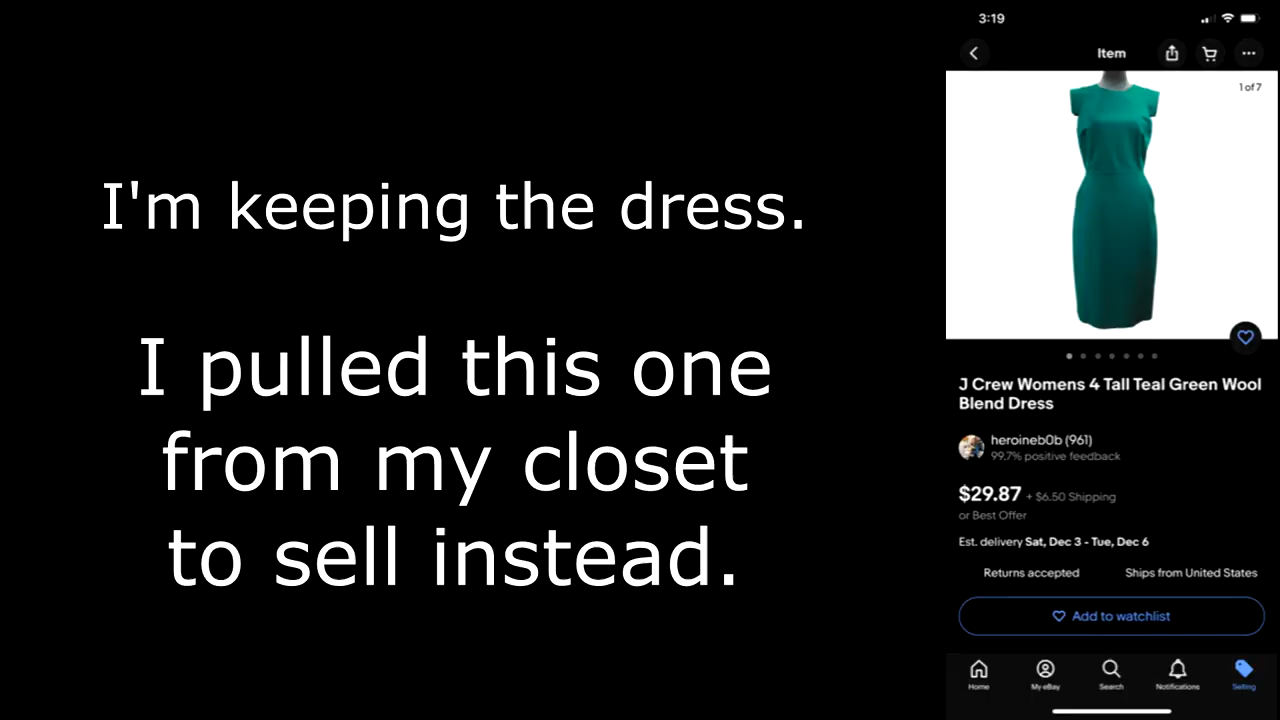 I'm keeping the dress.
I pulled this one
from my closet
to sell instead.
3:19
Item
1 of 7
J Crew Womens 4 Tall Teal Green Wool
Blend Dress
heroineb0b (961)
99.7% positive feedback
$29.87 + $6.50 Shipping
or Best Offer
Est. delivery Sat, Dec 3 - Tue, Dec 6
Returns accepted Ships from United States
Add to watchlist
Home My eBay Search Notifications Selling